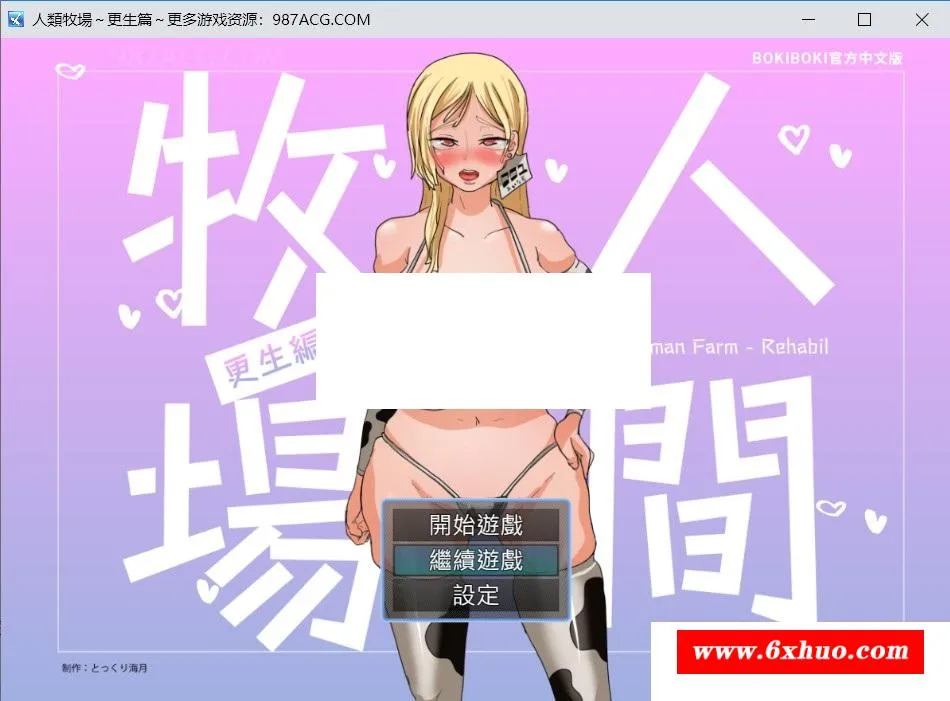 人類牧場～更生篇～更多游戏资源：987ACG.COM
BOKIBOKI官方中文版
人間
牧場
更生編
man Farm - Rehabil
開始遊戲
繼續遊戲
設定
制作：とっくり海月
www.6xhuo.com